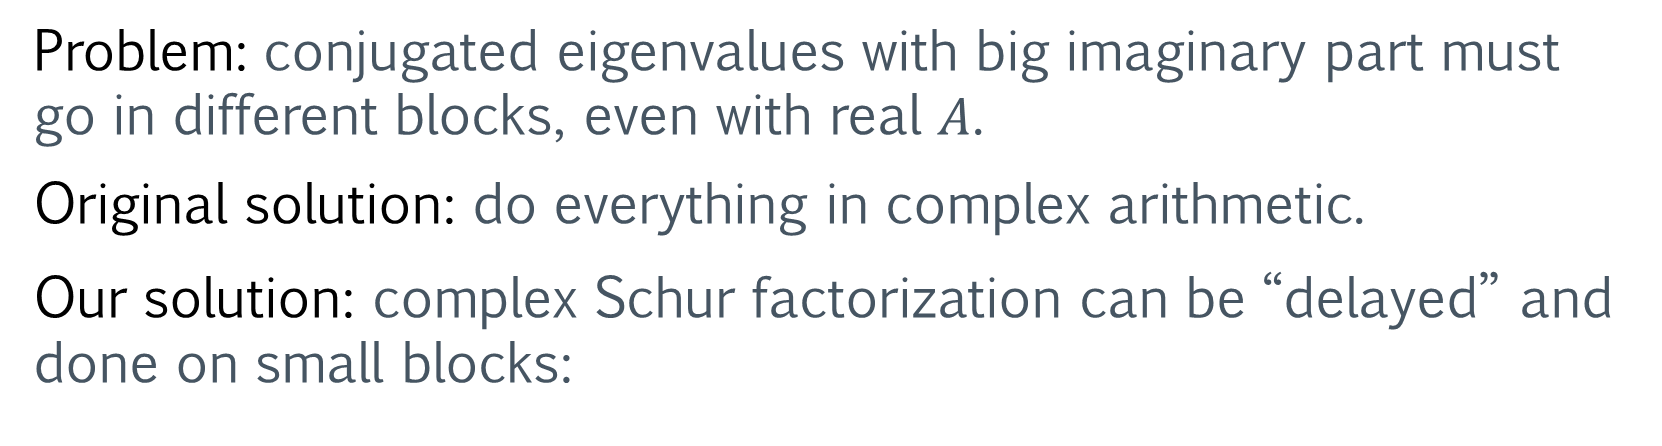 Problem: conjugated eigenvalues with big imaginary part must
go in different blocks, even with real A.
Original solution: do everything in complex arithmetic.
Our solution: complex Schur factorization can be “delayed” and
done on small blocks: